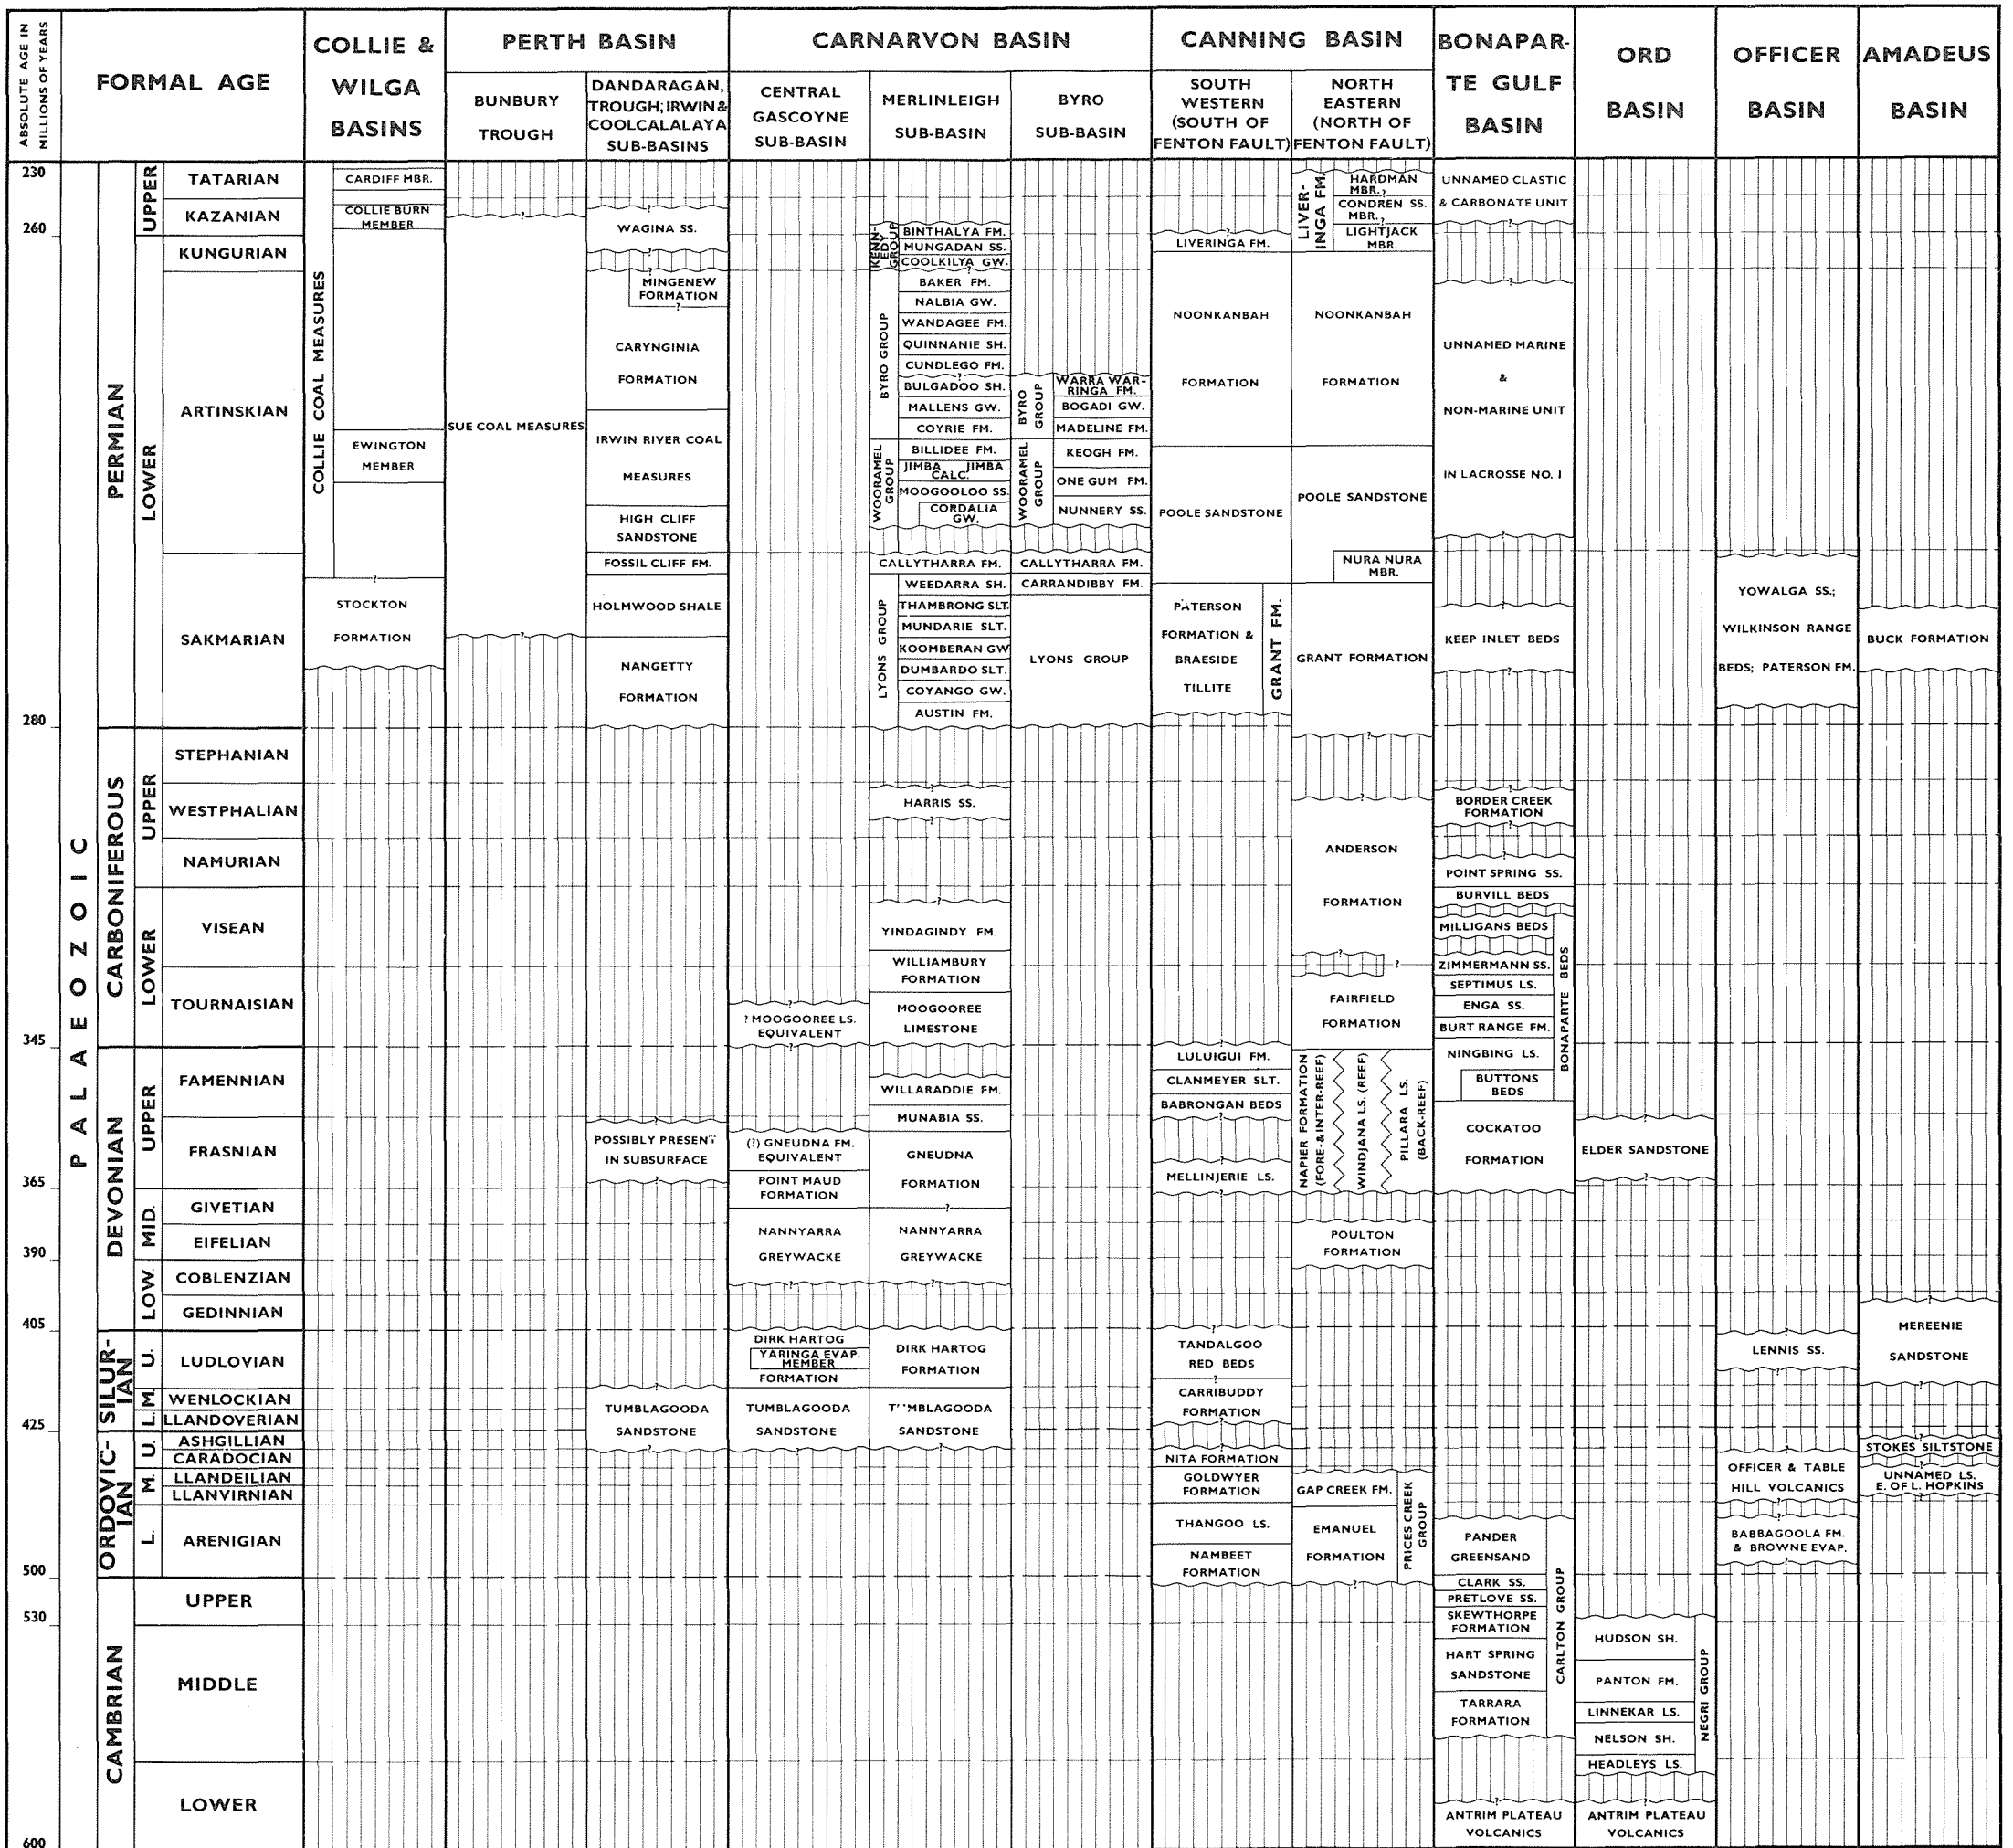 ABSOLUTE AGE IN
MILLIONS OF YEARS
FORMAL AGE
COLLIE &
WILGA
BASINS
PERTH BASIN
BUNBURY
TROUGH
DANDARAGAN,
TROUGH; IRWIN &
COOLCALALAYA
SUB-BASINS
CARNARVON BASIN
CENTRAL
GASCOYNE
SUB-BASIN
MERLINLEIGH
SUB-BASIN
BYRO
SUB-BASIN
CANNING BASIN
SOUTH
WESTERN
(SOUTH OF
FENTON FAULT)
NORTH
EASTERN
(NORTH OF
FENTON FAULT)
BONAPAR-
TE GULF
BASIN
ORD
BASIN
OFFICER
BASIN
AMADEUS
BASIN
230
260
280
345
365
390
405
425
500
530
600
PALAEOZOIC
PERMIAN
UPPER
LOWER
TATARIAN
KAZANIAN
KUNGURIAN
ARTINSKIAN
SAKMARIAN
CARBONIFEROUS
UPPER
LOWER
STEPHANIAN
WESTPHALIAN
NAMURIAN
VISEAN
TOURNAISIAN
DEVONIAN
UPPER
MID.
LOW.
FAMENNIAN
FRASNIAN
GIVETIAN
EIFELIAN
COBLENZIAN
GEDINNIAN
SILUR-
IAN
U.
M.
L.
LUDLOVIAN
WENLOCKIAN
LLANDOVERIAN
ORDOVIC-
IAN
U.
M.
L.
ASHGILLIAN
CARADOCIAN
LLANDEILIAN
LLANVIRNIAN
ARENIGIAN
CAMBRIAN
UPPER
MIDDLE
LOWER
COLLIE COAL MEASURES
CARDIFF MBR.
COLLIE BURN
MEMBER
EWINGTON
MEMBER
?
STOCKTON
FORMATION
?
SUE COAL MEASURES
?
?
WAGINA SS.
?
?
MINGENEW
FORMATION
?
CARYNGINIA
FORMATION
IRWIN RIVER COAL
MEASURES
HIGH CLIFF
SANDSTONE
FOSSIL CLIFF FM.
HOLMWOOD SHALE
NANGETTY
FORMATION
?
POSSIBLY PRESENT
IN SUBSURFACE
?
?
TUMBLAGOODA
SANDSTONE
?
?
? MOOGOOREE LS.
EQUIVALENT
?
(?) GNEUDNA FM.
EQUIVALENT
POINT MAUD
FORMATION
NANNYARRA
GREYWACKE
?
DIRK HARTOG
YARINGA EVAP.
MEMBER
FORMATION
TUMBLAGOODA
SANDSTONE
?
KENN-
EDY
GROUP
BINTHALYA FM.
MUNGADAN SS.
COOLKILYA GW.
?
BYRO GROUP
BAKER FM.
NALBIA GW.
WANDAGEE FM.
QUINNANIE SH.
CUNDLEGO FM.
?
BULGADOO SH.
MALLENS GW.
COYRIE FM.
WOORAMEL
GROUP
BILLIDEE FM.
JIMBA JIMBA
CALC.
MOOGOOLOO SS.
CORDALIA
GW.
CALLYTHARRA FM.
LYONS GROUP
WEEDARRA SH.
THAMBRONG SLT.
MUNDARIE SLT.
KOOMBERAN GW
DUMBARDO SLT.
COYANGO GW.
AUSTIN FM.
?
HARRIS SS.
?
?
YINDAGINDY FM.
WILLIAMBURY
FORMATION
MOOGOOREE
LIMESTONE
WILLARADDIE FM.
MUNABIA SS.
GNEUDNA
FORMATION
?
NANNYARRA
GREYWACKE
?
DIRK HARTOG
FORMATION
T MBLAGOODA
SANDSTONE
?
BYRO
GROUP
WARRA WAR-
RINGA FM.
BOGADI GW.
MADELINE FM.
WOORAMEL
GROUP
KEOGH FM.
ONE GUM FM.
NUNNERY SS.
CALLYTHARRA FM.
CARRANDIBBY FM.
LYONS GROUP
?
LIVERINGA FM.
NOONKANBAH
FORMATION
POOLE SANDSTONE
PATERSON
FORMATION &
BRAESIDE
TILLITE
GRANT FM.
?
LULUIGUI FM.
CLANMEYER SLT.
BABRONGAN BEDS
?
?
MELLINJERIE LS.
?
?
TANDALGOO
RED BEDS
?
CARRIBUDDY
FORMATION
?
NITA FORMATION
GOLDWYER
FORMATION
THANGOO LS.
NAMBEET
FORMATION
?
LIVER-
INGA FM.
HARDMAN
MBR. ?
CONDREN SS.
MBR. ?
LIGHTJACK
MBR.
NOONKANBAH
FORMATION
POOLE SANDSTONE
NURA NURA
MBR.
GRANT FORMATION
?
?
ANDERSON
FORMATION
?
?
FAIRFIELD
FORMATION
NAPIER FORMATION
(FORE-& INTER-REEF)
WINDJANA LS. (REEF)
PILLARA LS.
(BACK-REEF)
POULTON
FORMATION
GAP CREEK FM.
EMANUEL
FORMATION
PRICES CREEK
GROUP
?
UNNAMED CLASTIC
& CARBONATE UNIT
?
?
UNNAMED MARINE
&
NON-MARINE UNIT
IN LACROSSE NO. I
?
?
KEEP INLET BEDS
?
?
BORDER CREEK
FORMATION
?
?
POINT SPRING SS.
BURVILL BEDS
MILLIGANS BEDS
ZIMMERMANN SS.
SEPTIMUS LS.
ENGA SS.
BURT RANGE FM.
NINGBING LS.
BUTTONS
BEDS
BONAPARTE BEDS
COCKATOO
FORMATION
PANDER
GREENSAND
CLARK SS.
PRETLOVE SS.
SKEWTHORPE
FORMATION
HART SPRING
SANDSTONE
TARRARA
FORMATION
CARLTON GROUP
?
ANTRIM PLATEAU
VOLCANICS
?
ELDER SANDSTONE
?
HUDSON SH.
PANTON FM.
LINNEKAR LS.
NELSON SH.
HEADLEYS LS.
NEGRI GROUP
?
ANTRIM PLATEAU
VOLCANICS
YOWALGA SS.;
WILKINSON RANGE
BEDS; PATERSON FM.
?
LENNIS SS.
?
?
OFFICER & TABLE
HILL VOLCANICS
?
?
BABBAGOOLA FM.
& BROWNE EVAP.
?
BUCK FORMATION
?
MEREENIE
SANDSTONE
?
?
STOKES SILTSTONE
?
UNNAMED LS.
E. OF L. HOPKINS
?